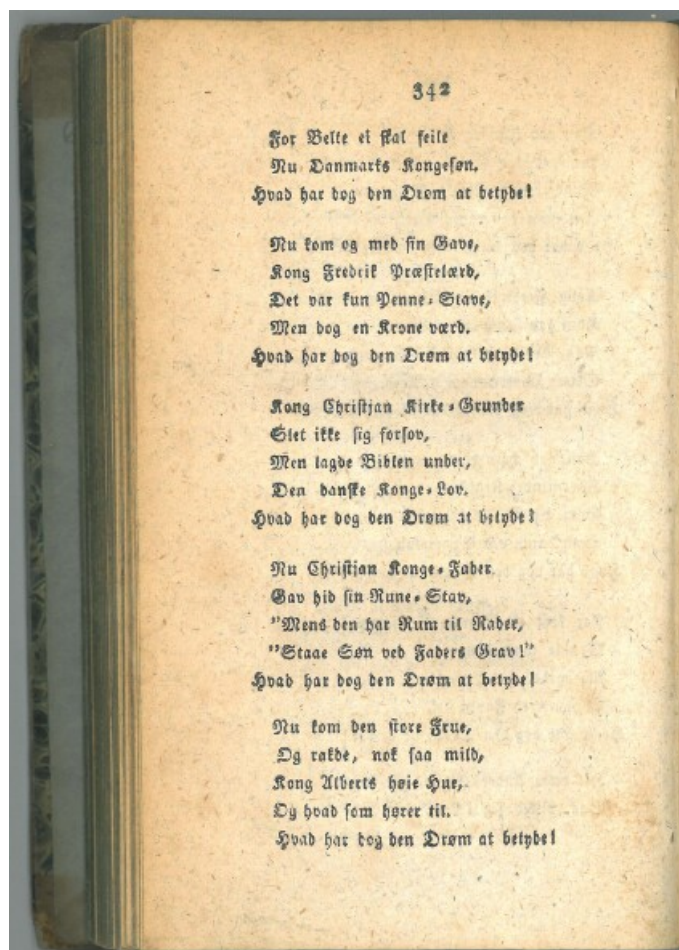 342
For Belte ei skal feile
Nu Danmarks Kongesøn.
Hvad har dog den Drøm at betyde!
Nu kom og med sin Gave,
Kong Fredrik Præstelærd,
Det var kun Penne-Stave,
Men dog en Krone værd.
Hvad har dog den Drøm at betyde!
Kong Christjan Kirke-Grunder
Slet ikke sig forsov,
Men lagde Biblen under,
Den danske Konge-Lov.
Hvad har dog den Drøm at betyde!
Nu Christjan Konge-Fader
Gav hid sin Rune-Stav,
"Mens den har Rum til Rader,
"Staae Søn ved Faders Grav!"
Hvad har dog den Drøm at betyde!
Nu kom den store Frue,
Og rakde, nok saa mild,
Kong Alberts høie Hue,
Og hvad som hører til.
Hvad har dog den Drøm at betyde!